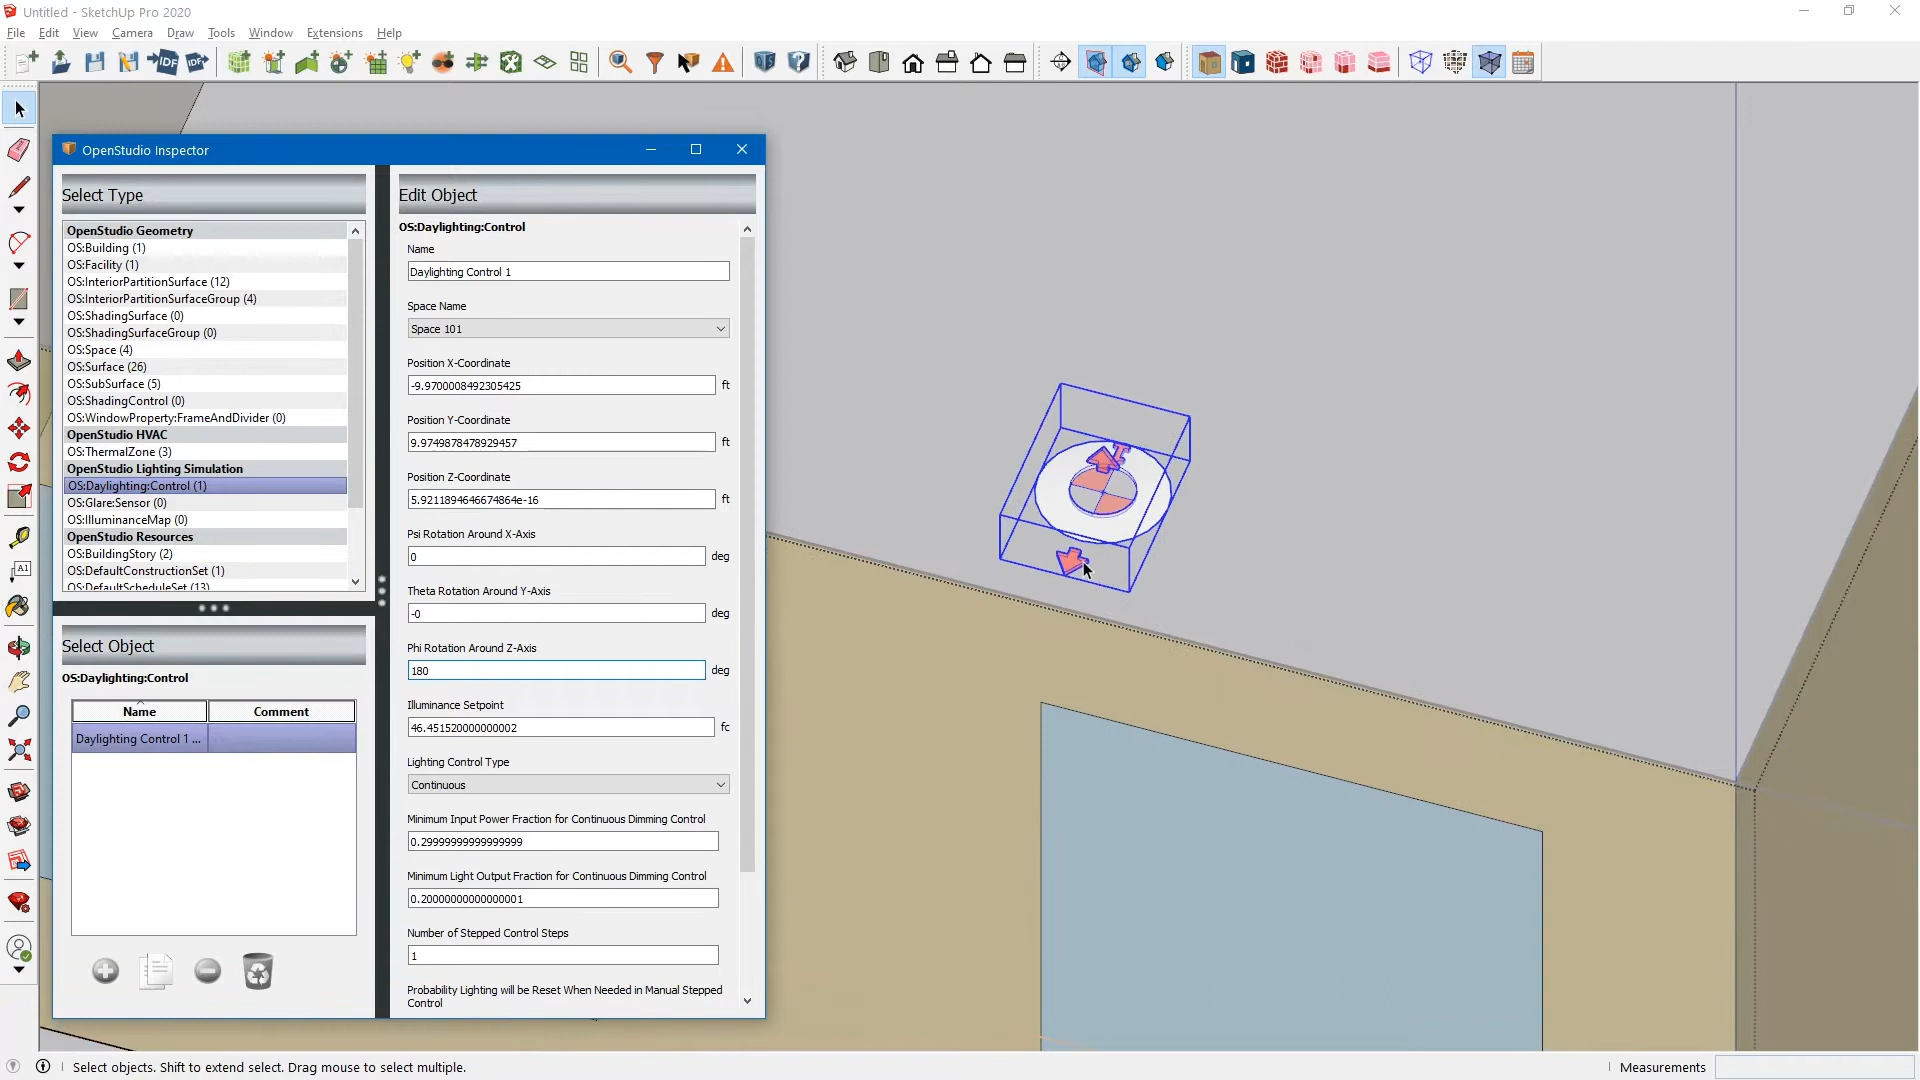 Untitled - SketchUp Pro 2020
File Edit View Camera Draw Tools Window Extensions Help
IDF IDF
OpenStudio Inspector
Select Type
OpenStudio Geometry
OS:Building (1)
OS:Facility (1)
OS:InteriorPartitionSurface (12)
OS:InteriorPartitionSurfaceGroup (4)
OS:ShadingSurface (0)
OS:ShadingSurfaceGroup (0)
OS:Space (4)
OS:Surface (26)
OS:SubSurface (5)
OS:ShadingControl (0)
OS:WindowProperty:FrameAndDivider (0)
OpenStudio HVAC
OS:ThermalZone (3)
OpenStudio Lighting Simulation
OS:Daylighting:Control (1)
OS:Glare:Sensor (0)
OS:IlluminanceMap (0)
OpenStudio Resources
OS:BuildingStory (2)
OS:DefaultConstructionSet (1)
OS:DefaultScheduleSet (13)
Select Object
OS:Daylighting:Control
Name Comment
Daylighting Control 1 ...
Edit Object
OS:Daylighting:Control
Name
Daylighting Control 1
Space Name
Space 101
Position X-Coordinate
-9.9700008492305425 ft
Position Y-Coordinate
9.9749878478929457 ft
Position Z-Coordinate
5.9211894646674864e-16 ft
Psi Rotation Around X-Axis
0 deg
Theta Rotation Around Y-Axis
-0 deg
Phi Rotation Around Z-Axis
180 deg
Illuminance Setpoint
46.451520000000002 fc
Lighting Control Type
Continuous
Minimum Input Power Fraction for Continuous Dimming Control
0.29999999999999999
Minimum Light Output Fraction for Continuous Dimming Control
0.20000000000000001
Number of Stepped Control Steps
1
Probability Lighting will be Reset When Needed in Manual Stepped
Control
A1
Select objects. Shift to extend select. Drag mouse to select multiple.
Measurements